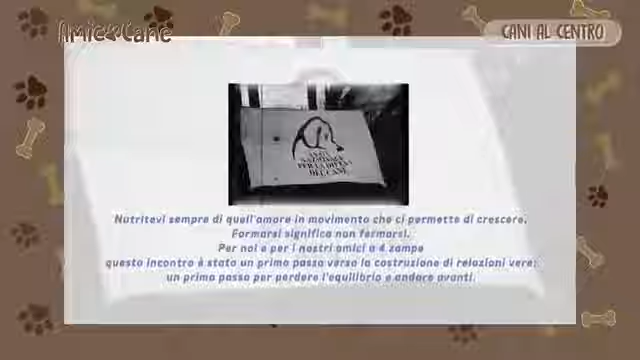 Amico Cane
CANI AL CENTRO
NAZIONALE
PER LA DIFESA
DEL CANE
Nutritevi sempre di quell'amore in movimento che ci permette di crescere.
Formarsi significa non fermarsi.
Per noi e per i nostri amici a 4 zampe
questo incontro è stato un primo passo verso la costruzione di relazioni vere:
un primo passo per perdere l'equilibrio e andare avanti.